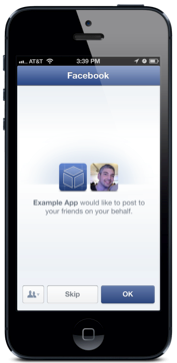 AT&T 3:39 PM
Facebook
Example App would like to post to
your friends on your behalf.
Skip OK